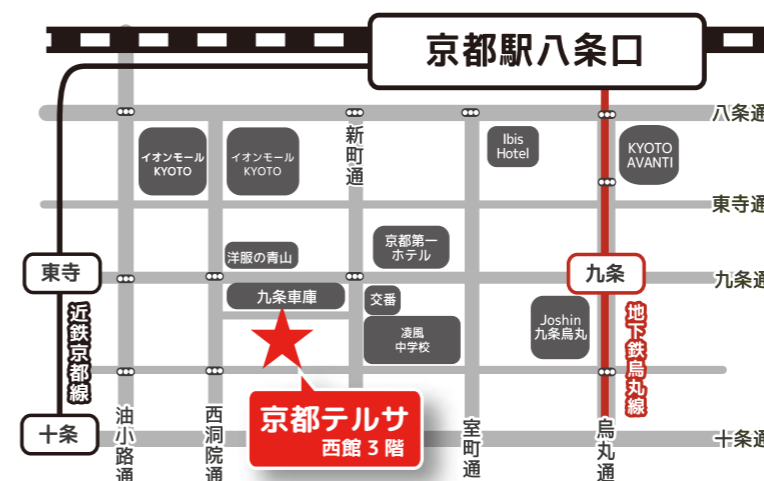 京都駅八条口
八条通
新
町
通
イオンモール
KYOTO
イオンモール
KYOTO
Ibis
Hotel
KYOTO
AVANTI
東寺通
京都第一
ホテル
洋服の青山
東寺
九条
九条通
九条車庫
交番
近鉄京都線
凌風
中学校
Joshin
九条烏丸
地下鉄烏丸線
京都テルサ
西館3階
十条
十条通
油小路通
西洞院通
室町通
烏丸通